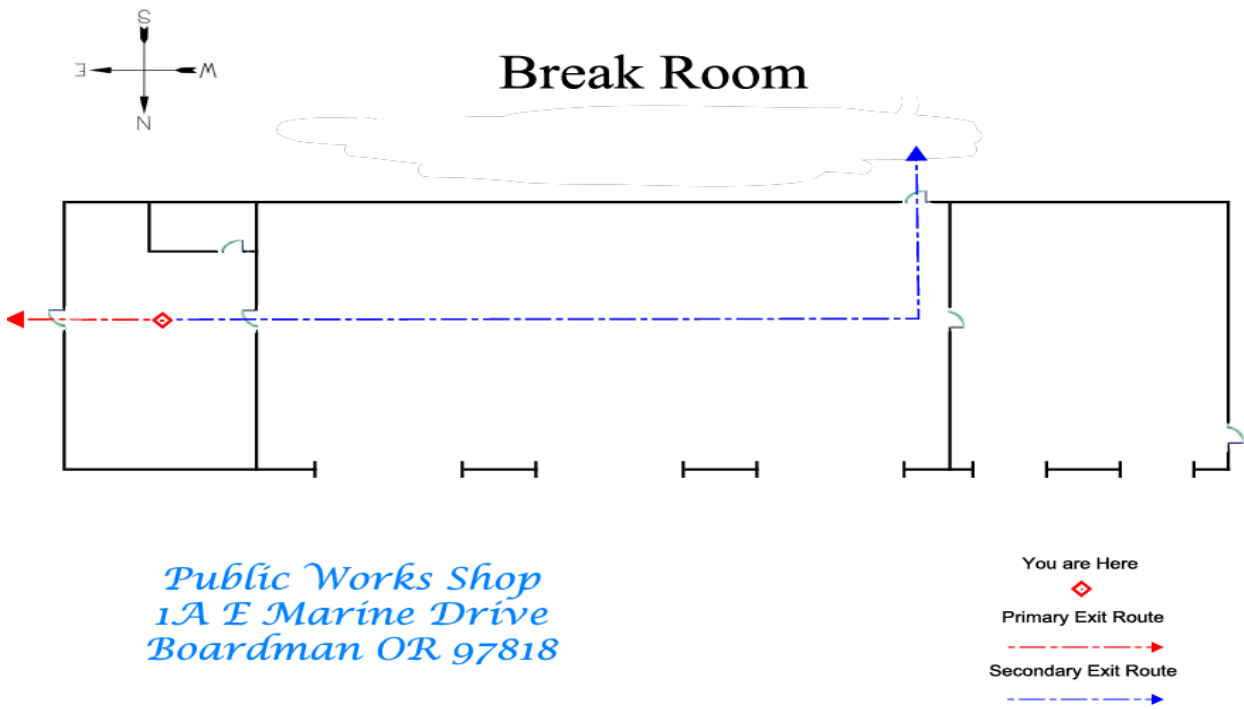 S
E
W
N
Break Room
Public Works Shop
1A E Marine Drive
Boardman OR 97818
You are Here
Primary Exit Route
Secondary Exit Route